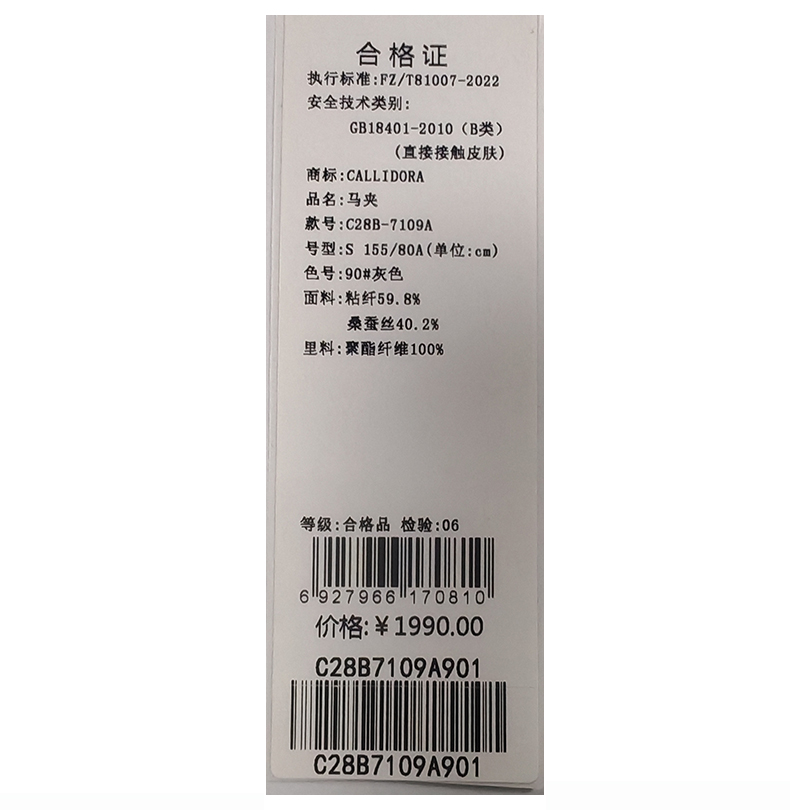 合格证
执行标准:FZ/T81007-2022
安全技术类别:
GB18401-2010(B类)
(直接接触皮肤)
商标:CALLIDORA
品名:马夹
款号:C28B-7109A
号型:S 155/80A(单位:cm)
色号:90#灰色
面料:粘纤59.8%
桑蚕丝40.2%
里料:聚酯纤维100%
等级:合格品 检验:06
6 927966 170810
价格:¥1990.00
C28B7109A901
C28B7109A901